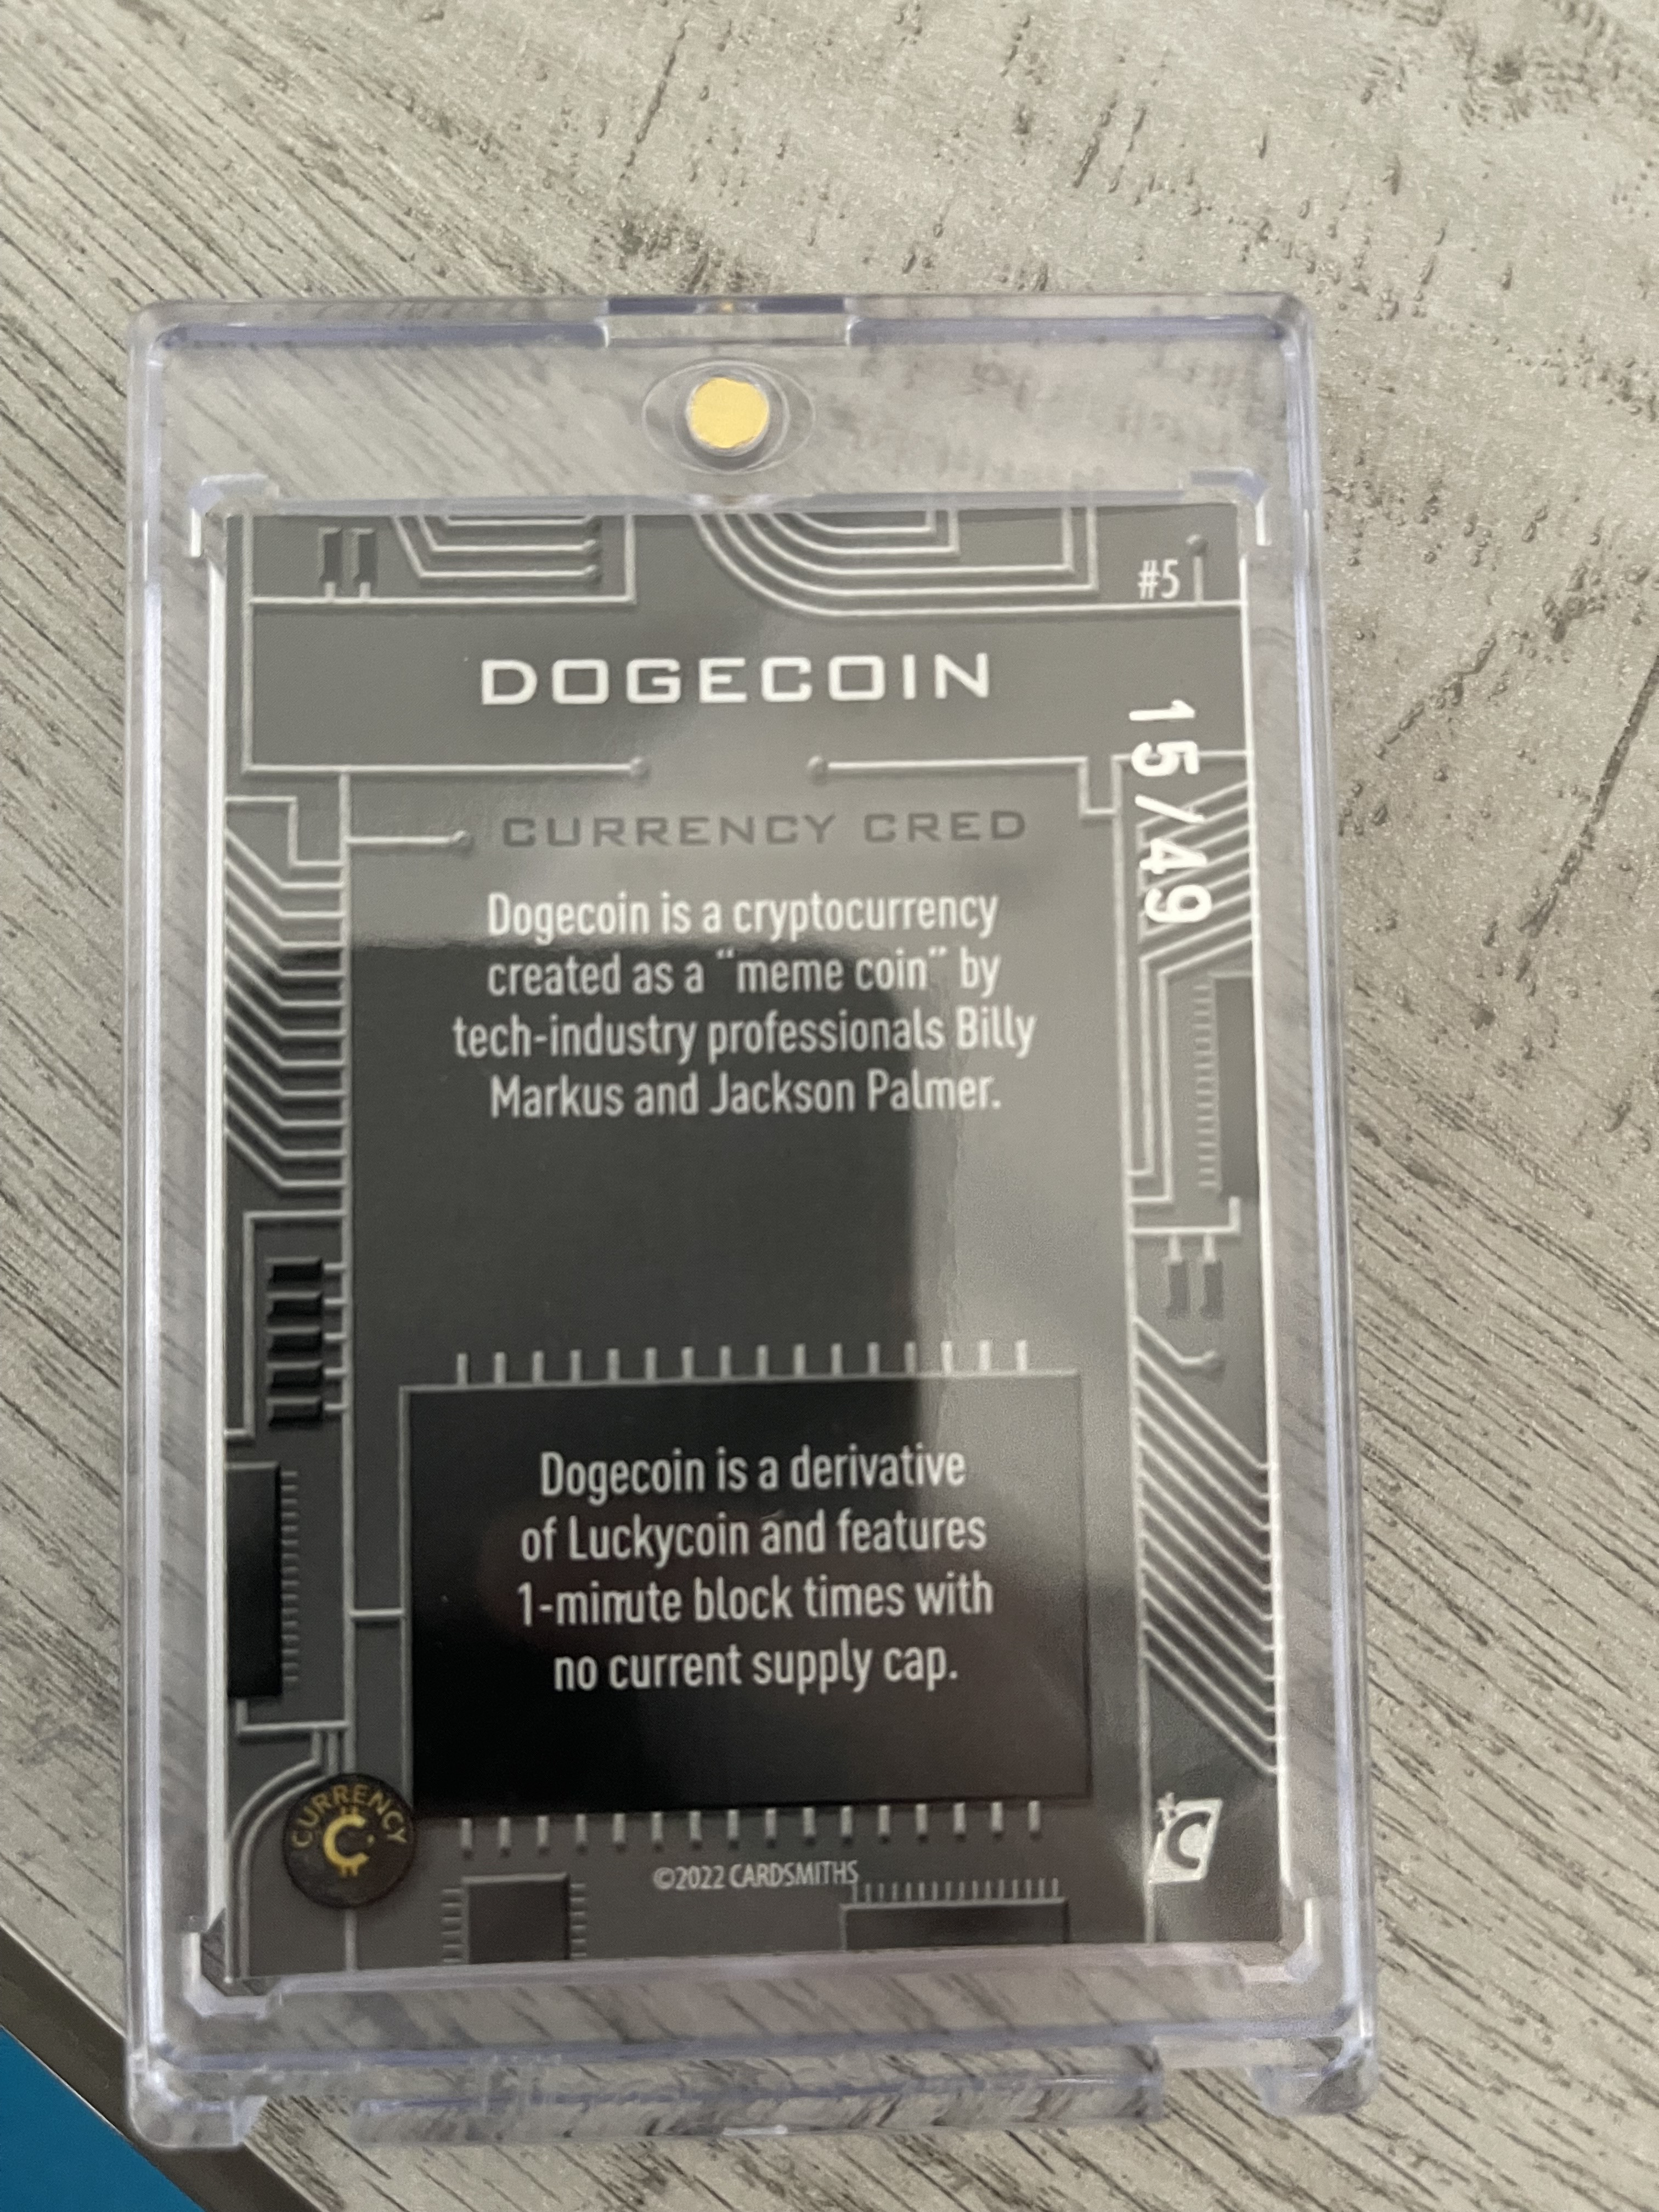 #5
DOGECOIN
15/49
CURRENCY CRED
Dogecoin is a cryptocurrency
created as a “meme coin” by
tech-industry professionals Billy
Markus and Jackson Palmer.
Dogecoin is a derivative
of Luckycoin and features
1-minute block times with
no current supply cap.
CURRENCY
C
©2022 CARDSMITHS
C